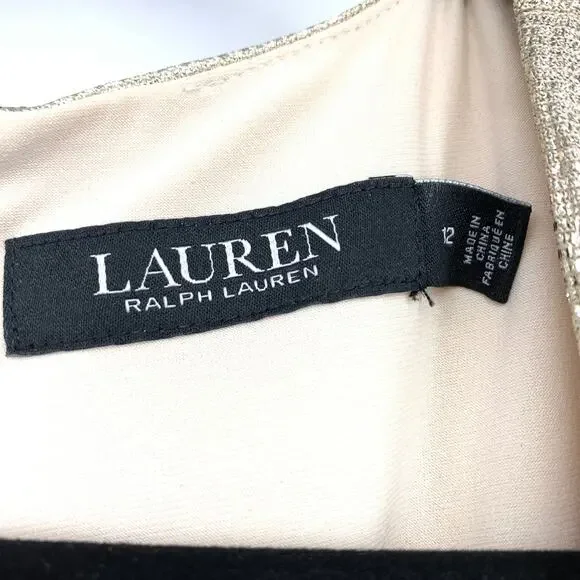 LAUREN
RALPH LAUREN
12
MADE IN
CHINA
FABRIQUÉ EN
CHINE